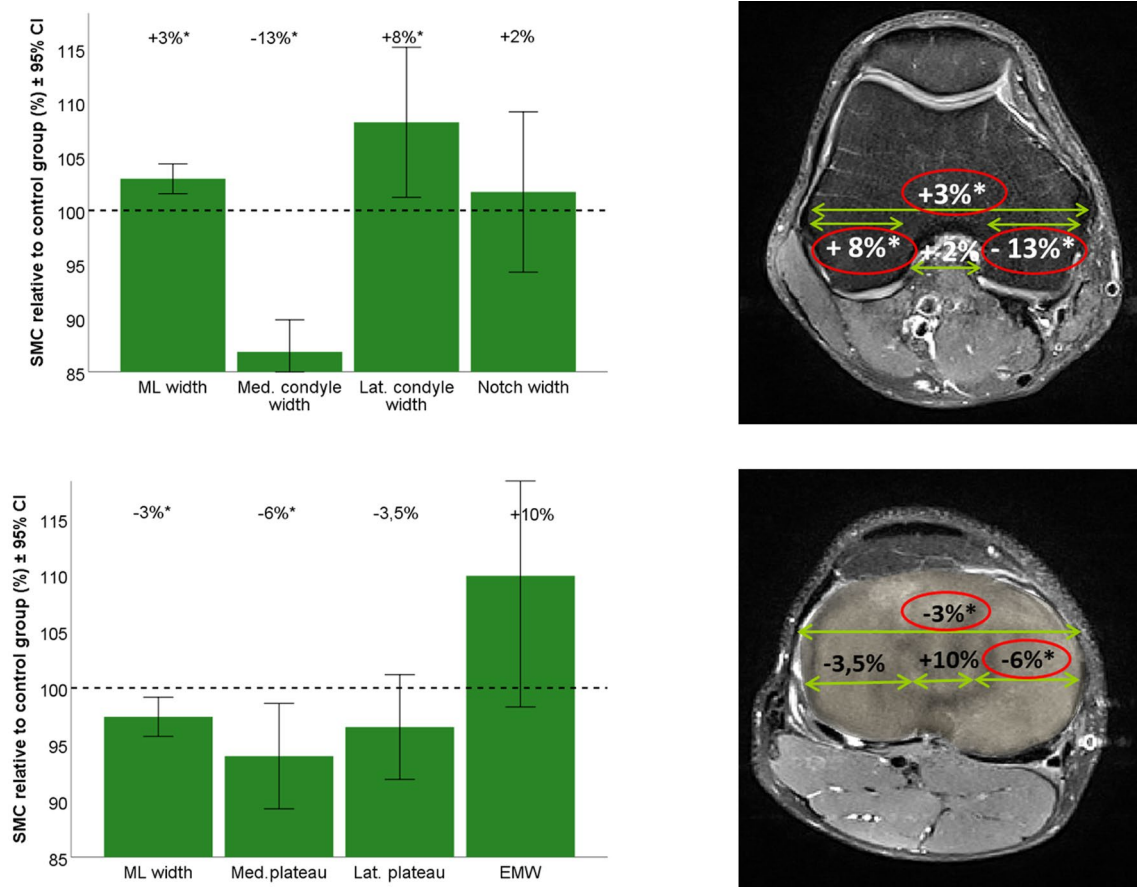 SMC relative to control group (%) ± 95% CI
115
110
105
100
95
90
85
+3%*
-13%*
+8%*
+2%
ML width
Med. condyle
width
Lat. condyle
width
Notch width
+3%*
+ 8%*
+2%
- 13%*
SMC relative to control group (%) ± 95% CI
115
110
105
100
95
90
85
-3%*
-6%*
-3,5%
+10%
ML width
Med.plateau
Lat. plateau
EMW
-3%*
-3,5%
+10%
-6%*